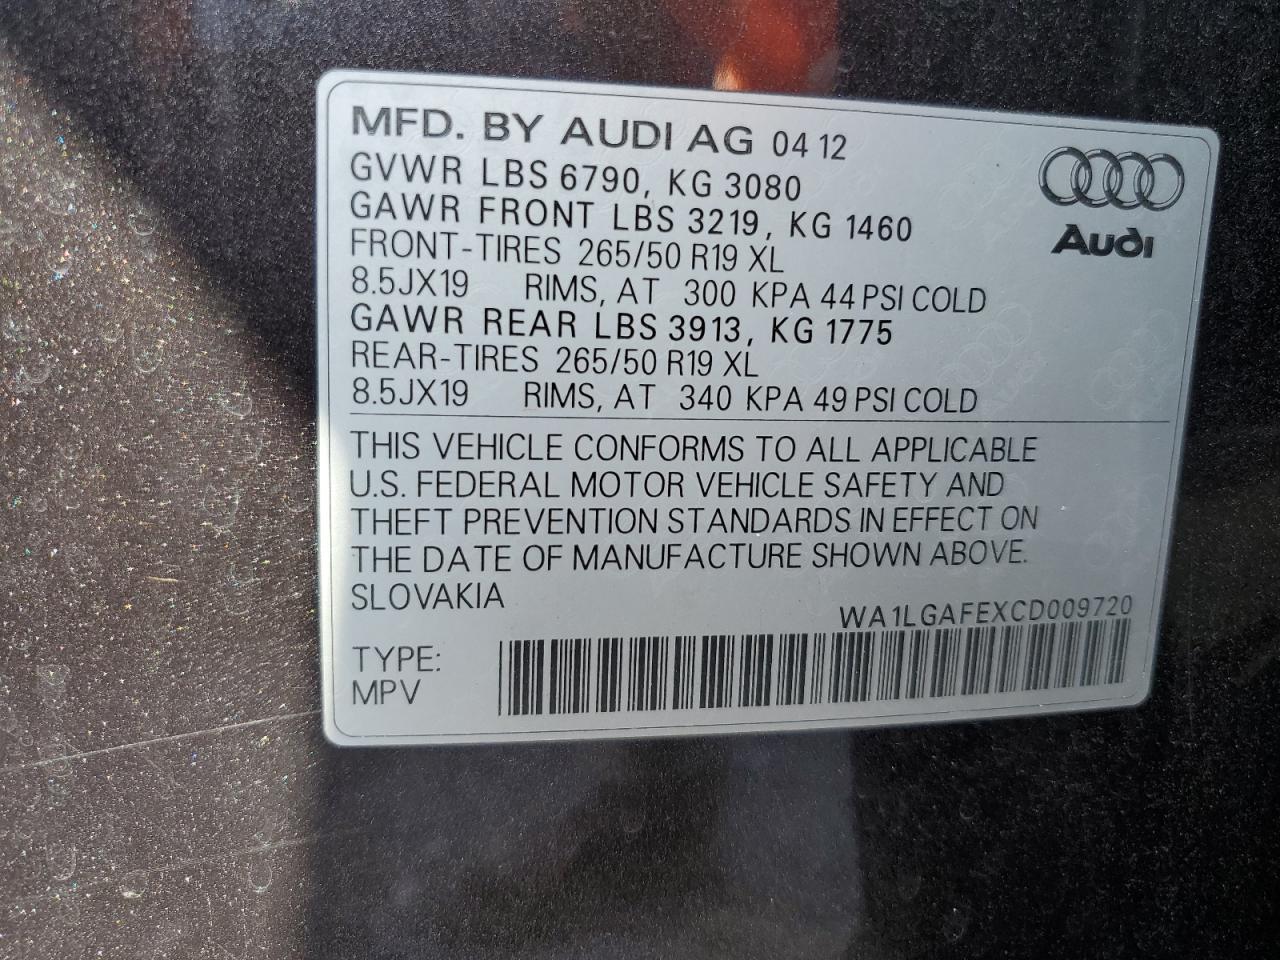 MFD. BY AUDI AG 04 12
GVWR LBS 6790, KG 3080
GAWR FRONT LBS 3219, KG 1460
FRONT-TIRES 265/50 R19 XL
8.5JX19 RIMS, AT 300 KPA 44 PSI COLD
GAWR REAR LBS 3913, KG 1775
REAR-TIRES 265/50 R19 XL
8.5JX19 RIMS, AT 340 KPA 49 PSI COLD
Audi
THIS VEHICLE CONFORMS TO ALL APPLICABLE
U.S. FEDERAL MOTOR VEHICLE SAFETY AND
THEFT PREVENTION STANDARDS IN EFFECT ON
THE DATE OF MANUFACTURE SHOWN ABOVE.
SLOVAKIA
WA1LGAFEXCD009720
TYPE:
MPV